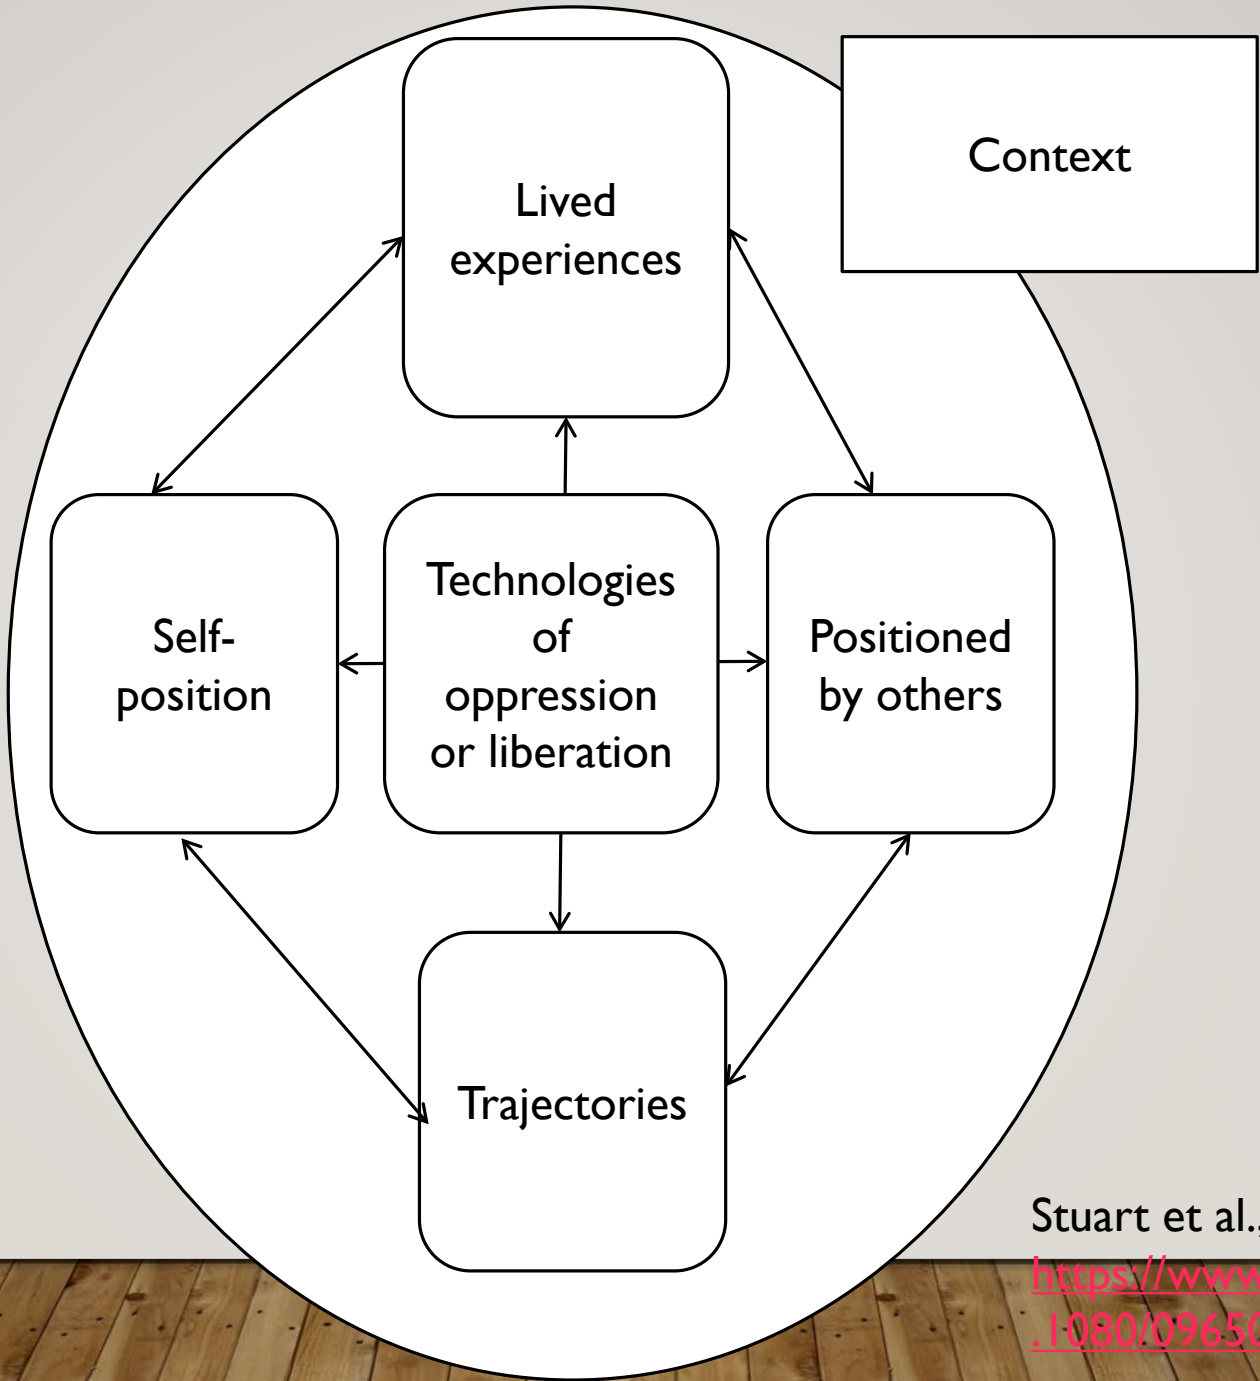 Lived
experiences
Context
Self-
position
Technologies
of
oppression
or liberation
Positioned
by others
Trajectories
Stuart et al.,
https://www
.1080/09650